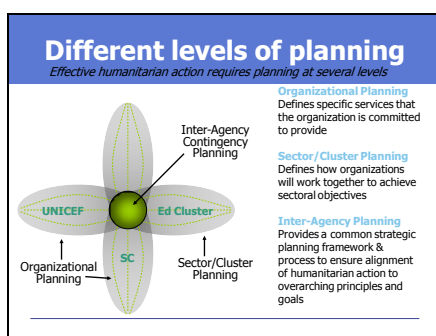 Different levels of planning
Effective humanitarian action requires planning at several levels
Inter-Agency
Contingency
Planning
UNICEF
Ed Cluster
SC
Organizational
Planning
Sector/Cluster
Planning
Organizational Planning
Defines specific services that
the organization is committed
to provide
Sector/Cluster Planning
Defines how organizations
will work together to achieve
sectoral objectives
Inter-Agency Planning
Provides a common strategic
planning framework &
process to ensure alignment
of humanitarian action to
overarching principles and
goals